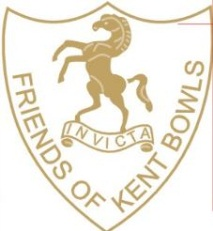 INVICTA
FRIENDS OF KENT BOWLS